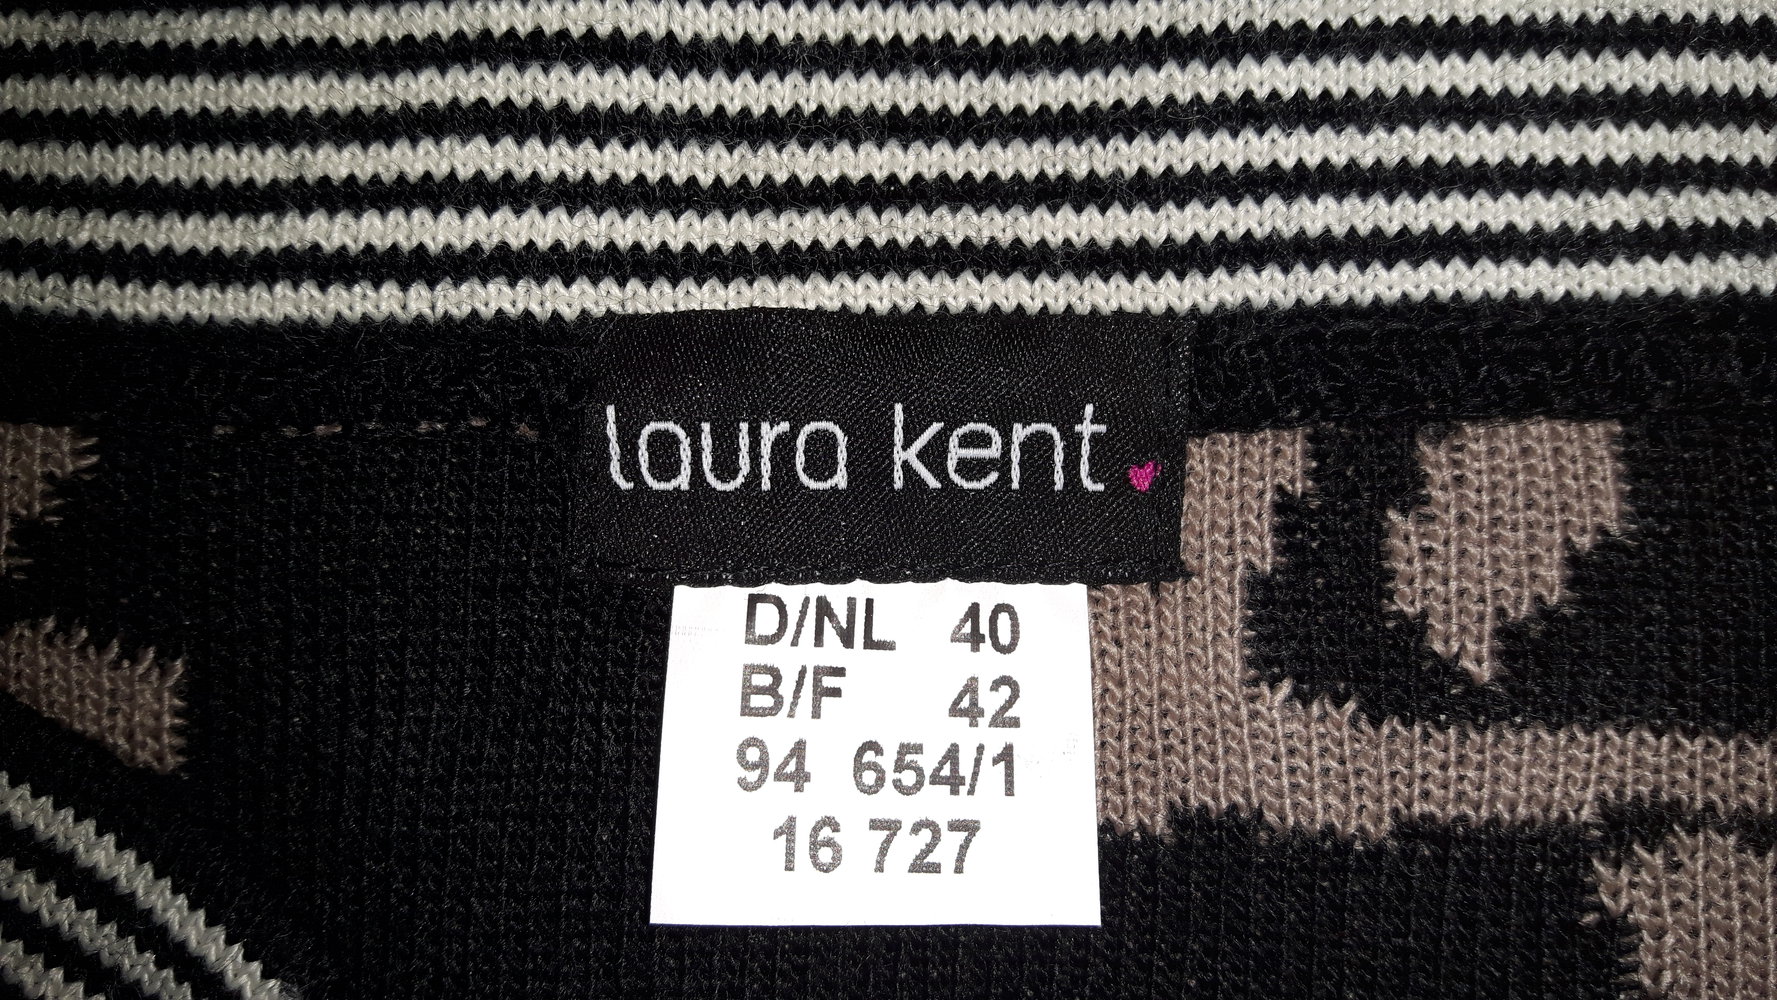 laura kent
D/NL 40
B/F 42
94 654/1
16 727